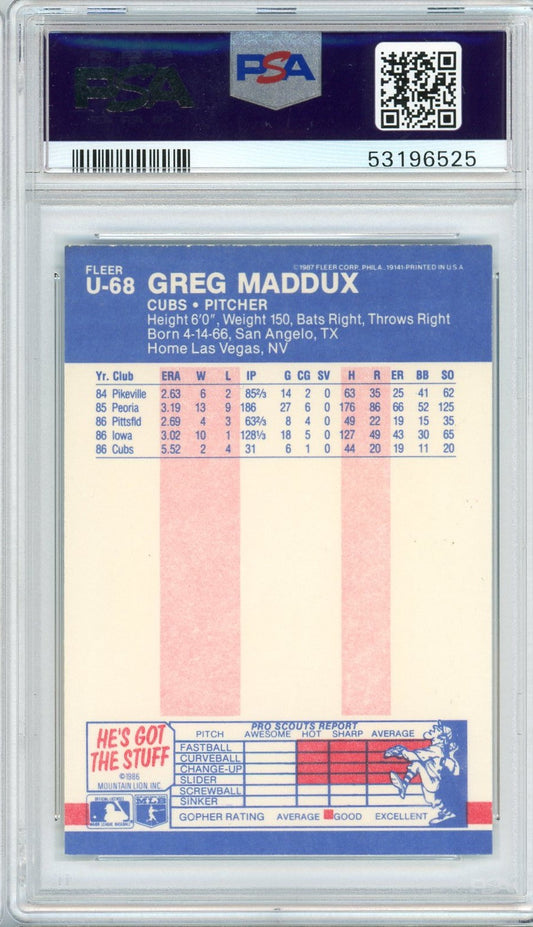 PSA
PSA
53196525
FLEER
©1987 FLEER CORP., PHILA., 19141-PRINTED IN U.S.A.
U-68 GREG MADDUX
CUBS • PITCHER
Height 6'0", Weight 150, Bats Right, Throws Right
Born 4-14-66, San Angelo, TX
Home Las Vegas, NV
Yr. Club ERA W L IP G CG SV H R ER BB SO
84 Pikeville 2.63 6 2 85⅔ 14 2 0 63 35 25 41 62
85 Peoria 3.19 13 9 186 27 6 0 176 86 66 52 125
86 Pittsfld 2.69 4 3 63⅔ 8 4 0 49 22 19 15 35
86 Iowa 3.02 10 1 128⅓ 18 5 0 127 49 43 30 65
86 Cubs 5.52 2 4 31 6 1 0 44 20 19 11 20
HE'S GOT
THE STUFF
©1986
MOUNTAIN LION, INC.
PRO SCOUTS REPORT
PITCH AWESOME HOT SHARP AVERAGE
FASTBALL
CURVEBALL
CHANGE-UP
SLIDER
SCREWBALL
SINKER
GOPHER RATING AVERAGE GOOD EXCELLENT
MAJOR LEAGUE BASEBALL